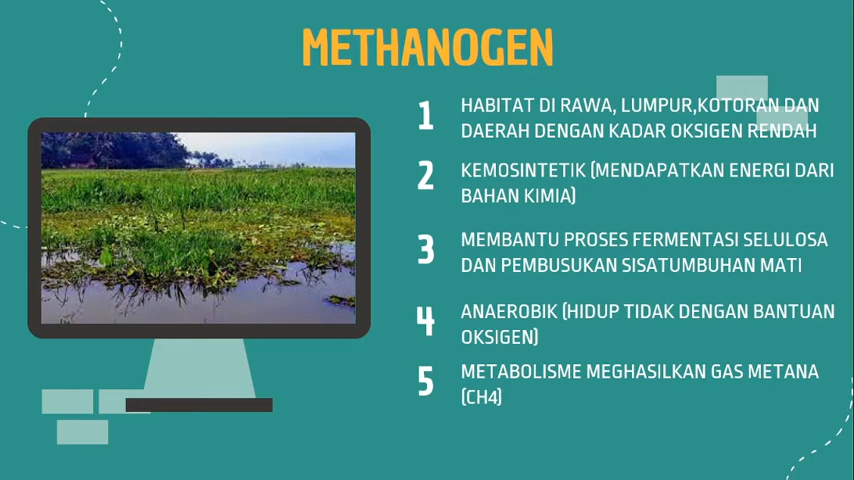 METHANOGEN
1
HABITAT DI RAWA, LUMPUR,KOTORAN DAN
DAERAH DENGAN KADAR OKSIGEN RENDAH
2
KEMOSINTETIK (MENDAPATKAN ENERGI DARI
BAHAN KIMIA)
3
MEMBANTU PROSES FERMENTASI SELULOSA
DAN PEMBUSUKAN SISATUMBUHAN MATI
4
ANAEROBIK (HIDUP TIDAK DENGAN BANTUAN
OKSIGEN)
5
METABOLISME MEGHASILKAN GAS METANA
(CH4)